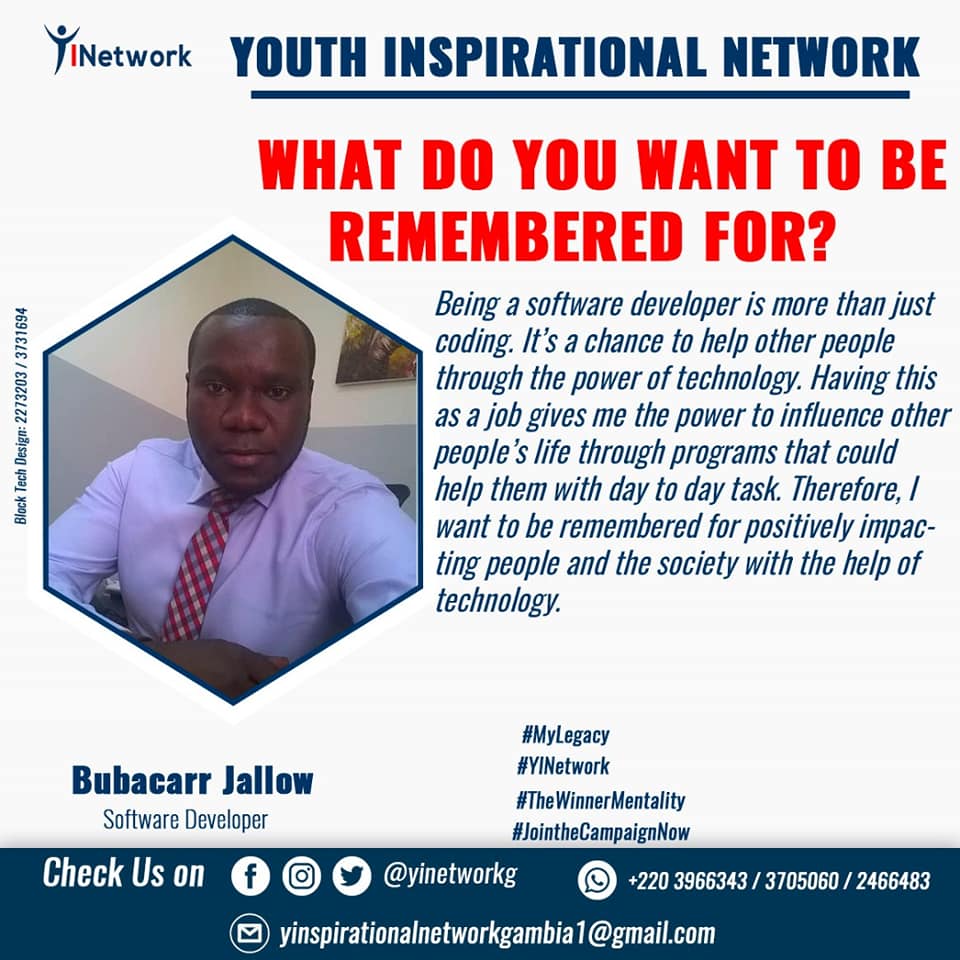 YINetwork
YOUTH INSPIRATIONAL NETWORK
WHAT DO YOU WANT TO BE
REMEMBERED FOR?
Being a software developer is more than just
coding. It’s a chance to help other people
through the power of technology. Having this
as a job gives me the power to influence other
people’s life through programs that could
help them with day to day task. Therefore, I
want to be remembered for positively impac-
ting people and the society with the help of
technology.
Block Tech Design: 2273203 / 3731694
#MyLegacy
#YINetwork
#TheWinnerMentality
#JointheCampaignNow
Bubacarr Jallow
Software Developer
Check Us on @yinetworkg +220 3966343 / 3705060 / 2466483
yinspirationalnetworkgambia1@gmail.com